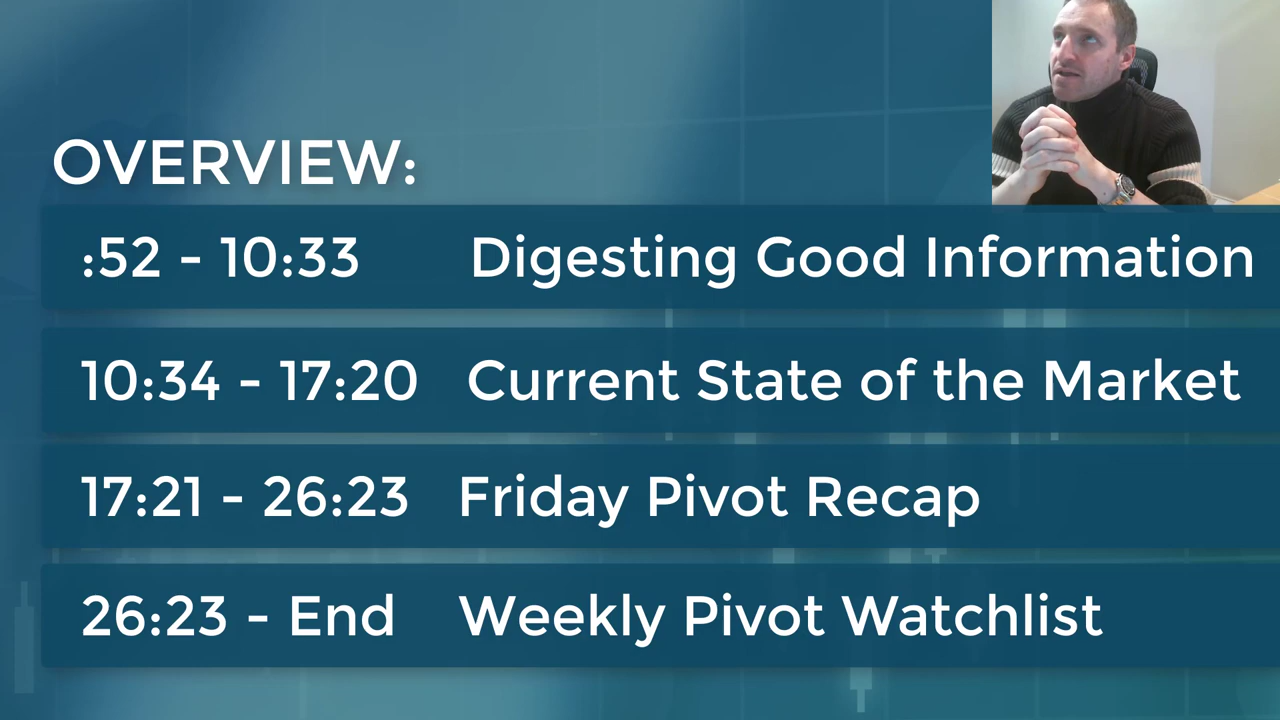 OVERVIEW:
:52 - 10:33 Digesting Good Information
10:34 - 17:20 Current State of the Market
17:21 - 26:23 Friday Pivot Recap
26:23 - End Weekly Pivot Watchlist